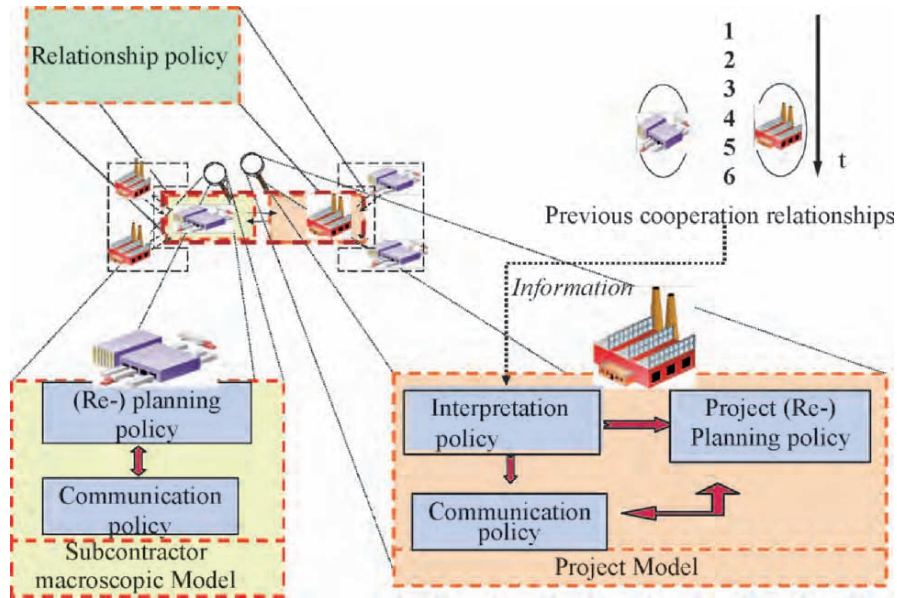 Relationship policy
1
2
3
4
5
6
t
Previous cooperation relationships
Information
(Re-) planning
policy
Communication
policy
Subcontractor
macroscopic Model
Interpretation
policy
Project (Re-)
Planning policy
Communication
policy
Project Model